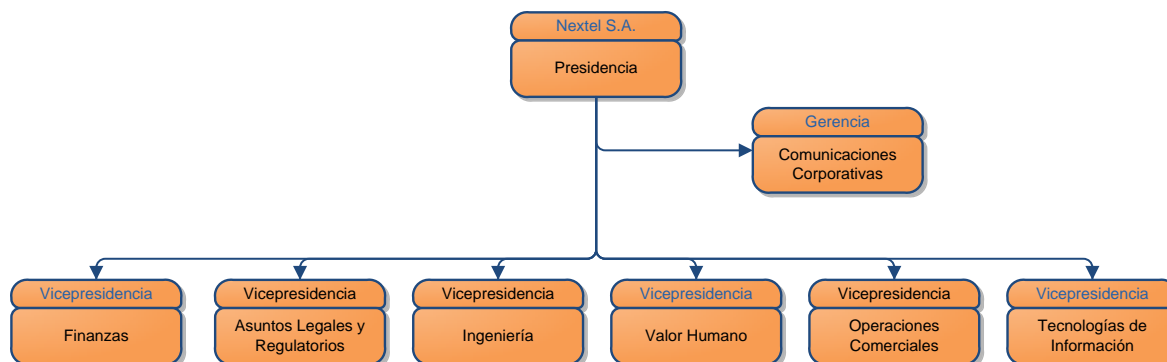 Nextel S.A.
Presidencia
Gerencia
Comunicaciones
Corporativas
Vicepresidencia
Finanzas
Vicepresidencia
Asuntos Legales y
Regulatorios
Vicepresidencia
Ingeniería
Vicepresidencia
Valor Humano
Vicepresidencia
Operaciones
Comerciales
Vicepresidencia
Tecnologías de
Información